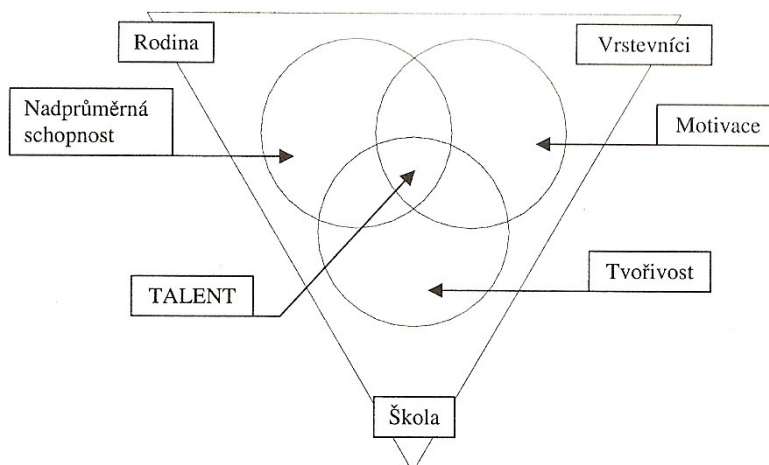 Rodina
Vrstevníci
Nadprůměrná
schopnost
Motivace
TALENT
Tvořivost
Škola